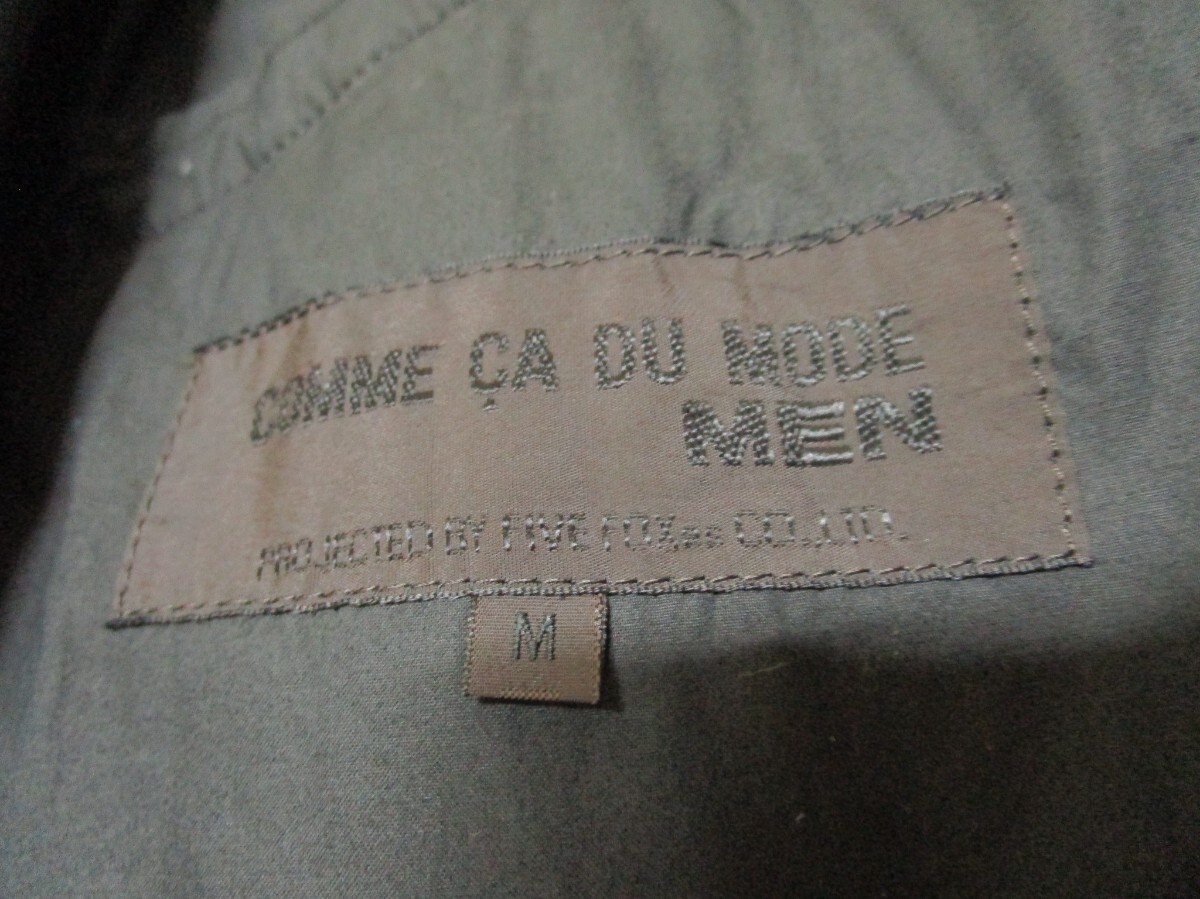 COMME ÇA DU MODE
MEN
PROJECTED BY FIVE FOXes CO.,LTD.
M